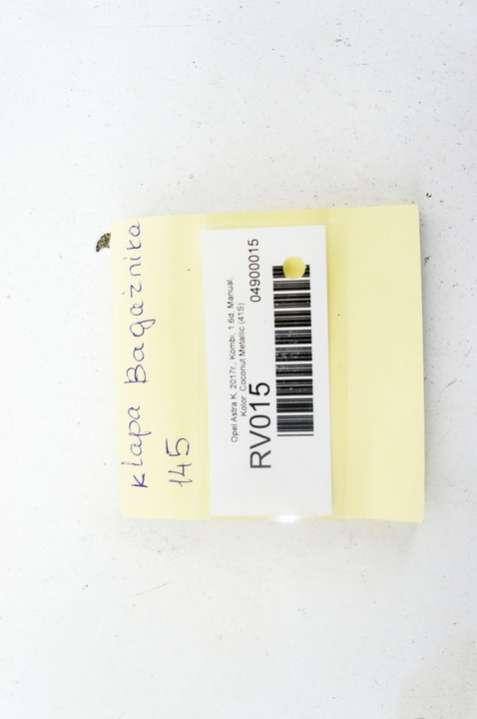 Klapa Bagażnika
145
Opel Astra K, 2017r., Kombi, 1.6d, Manual,
Kolor: Coconut Metallic (41S)
RV015 04900015